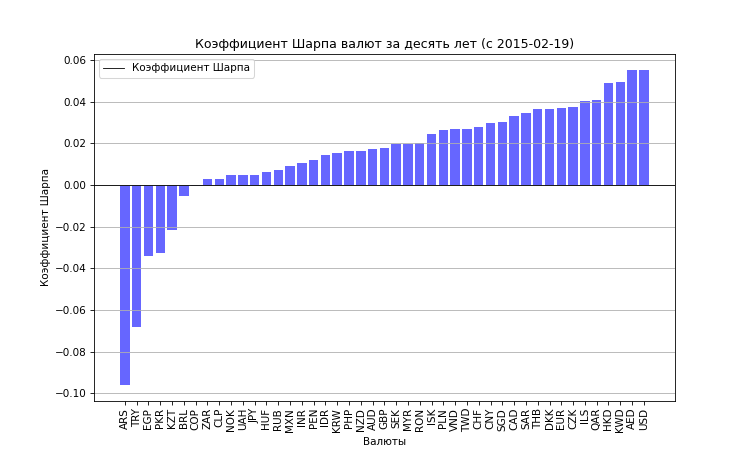 Коэффициент Шарпа валют за десять лет (с 2015-02-19)
Коэффициент Шарпа
0.06
0.04
0.02
0.00
−0.02
−0.04
−0.06
−0.08
−0.10
Коэффициент Шарпа
ARS TRY EGP PKR KZT BRL COP ZAR CLP NOK UAH JPY HUF RUB MXN INR PEN IDR KRW PHP NZD AUD GBP SEK MYR RON ISK PLN VND TWD CHF CNY SGD CAD SAR THB DKK EUR CZK ILS QAR HKD KWD AED USD
Валюты